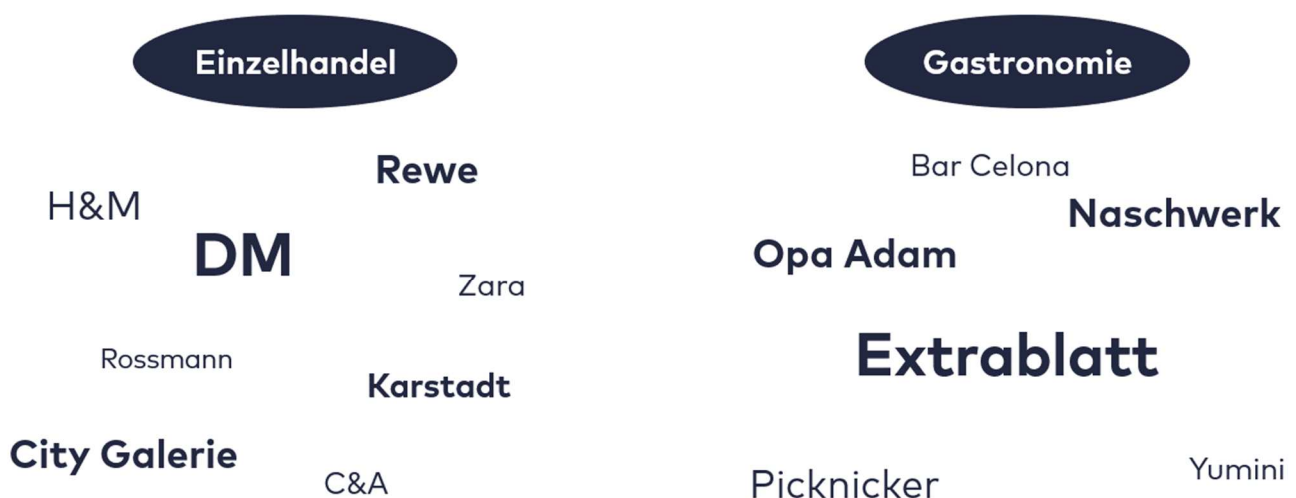 Einzelhandel
Rewe
H&M
DM
Zara
Rossmann
Karstadt
City Galerie
C&A
Gastronomie
Bar Celona
Naschwerk
Opa Adam
Extrablatt
Yumini
Picknicker